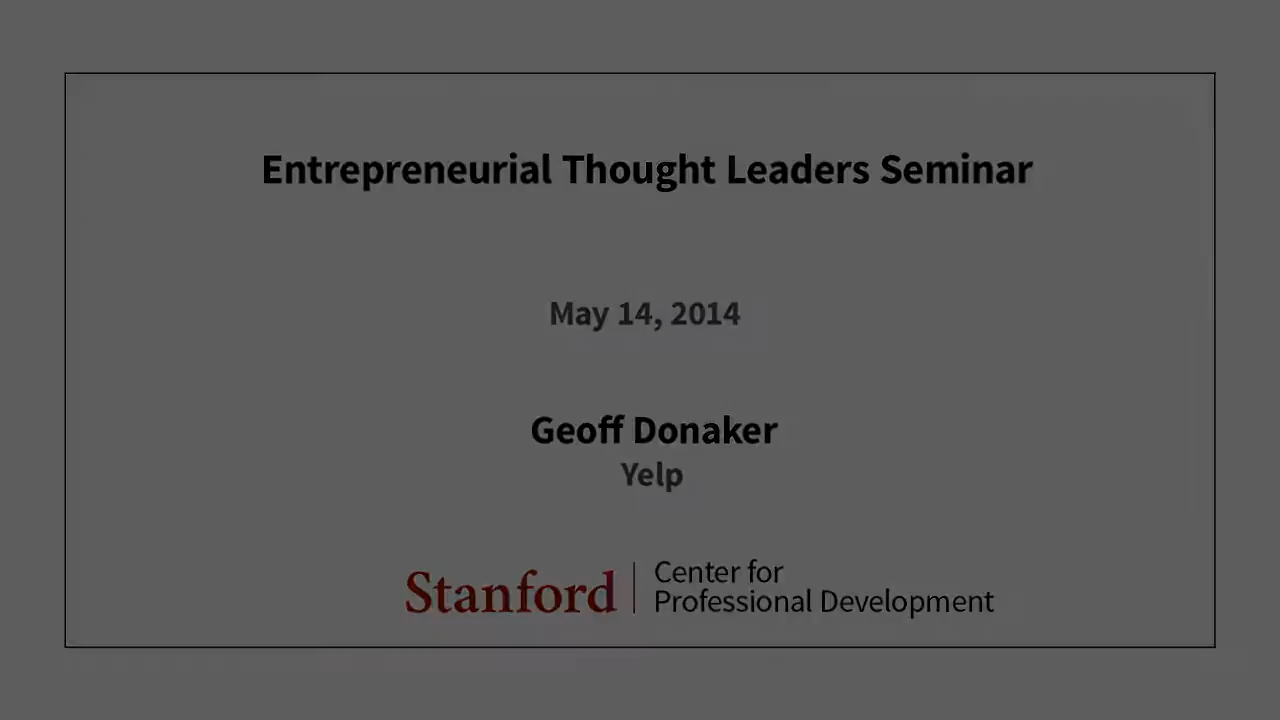 Entrepreneurial Thought Leaders Seminar
May 14, 2014
Geoff Donaker
Yelp
Stanford
Center for
Professional Development